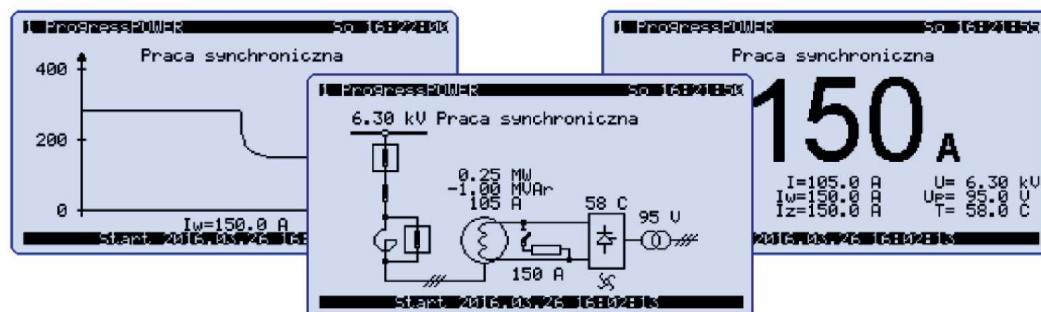 1 ProgressPOWER So 16:22:00
Praca synchroniczna
400
200
0
Iw=150.0 A
Start 2016.03.26 16:
1 ProgressPOWER So 16:21:50
6.30 kV Praca synchroniczna
0.25 MW
-1.00 MVAr
105 A
58 C
95 V
150 A
Start 2016.03.26 16:02:13
1 ProgressPOWER So 16:21:55
Praca synchroniczna
150 A
I=105.0 A U= 6.30 kV
Iw=150.0 A Up= 95.0 V
Iz=150.0 A T= 58.0 C
2016.03.26 16:02:13